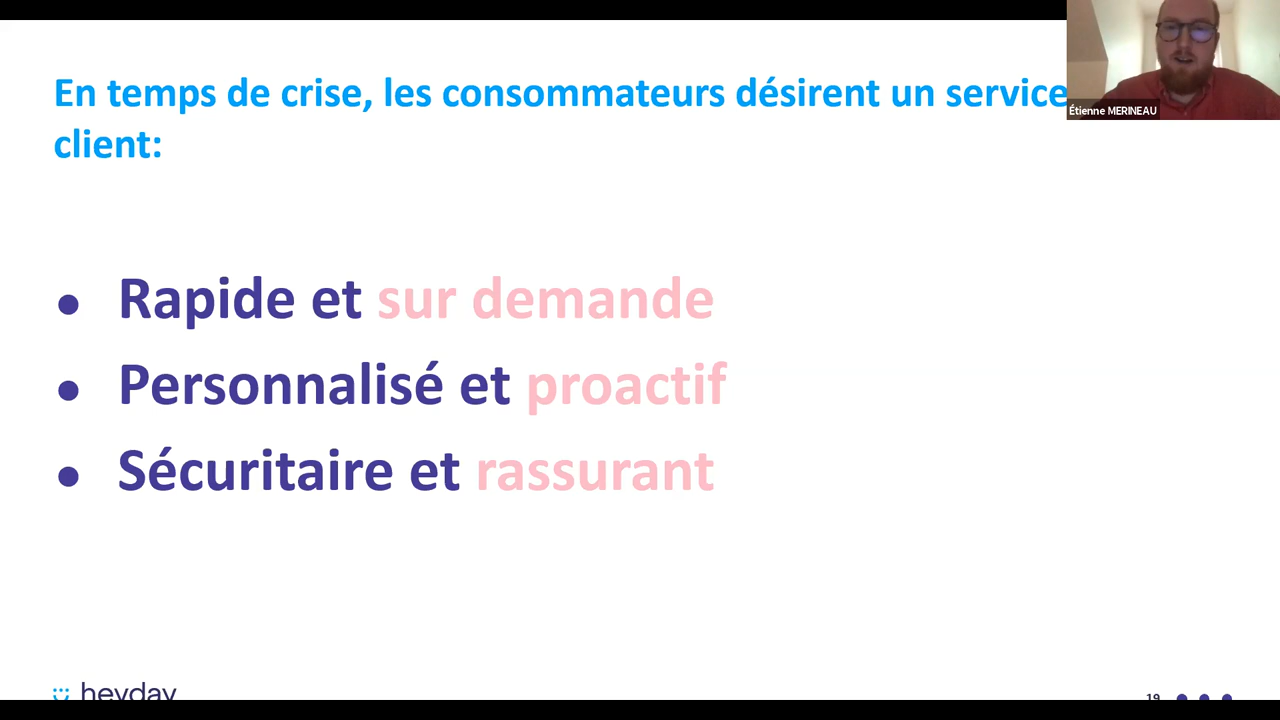 En temps de crise, les consommateurs désirent un service
client:
Étienne MERINEAU
● Rapide et sur demande
● Personnalisé et proactif
● Sécuritaire et rassurant
heyday
19